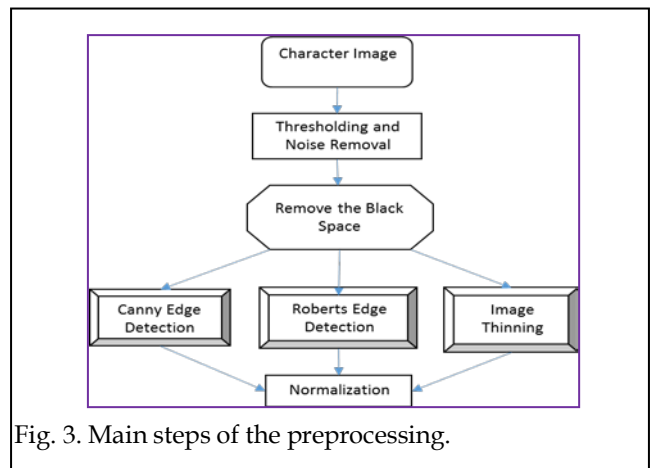 Character Image
Thresholding and
Noise Removal
Remove the Black
Space
Canny Edge
Detection
Roberts Edge
Detection
Image
Thinning
Normalization
Fig. 3. Main steps of the preprocessing.